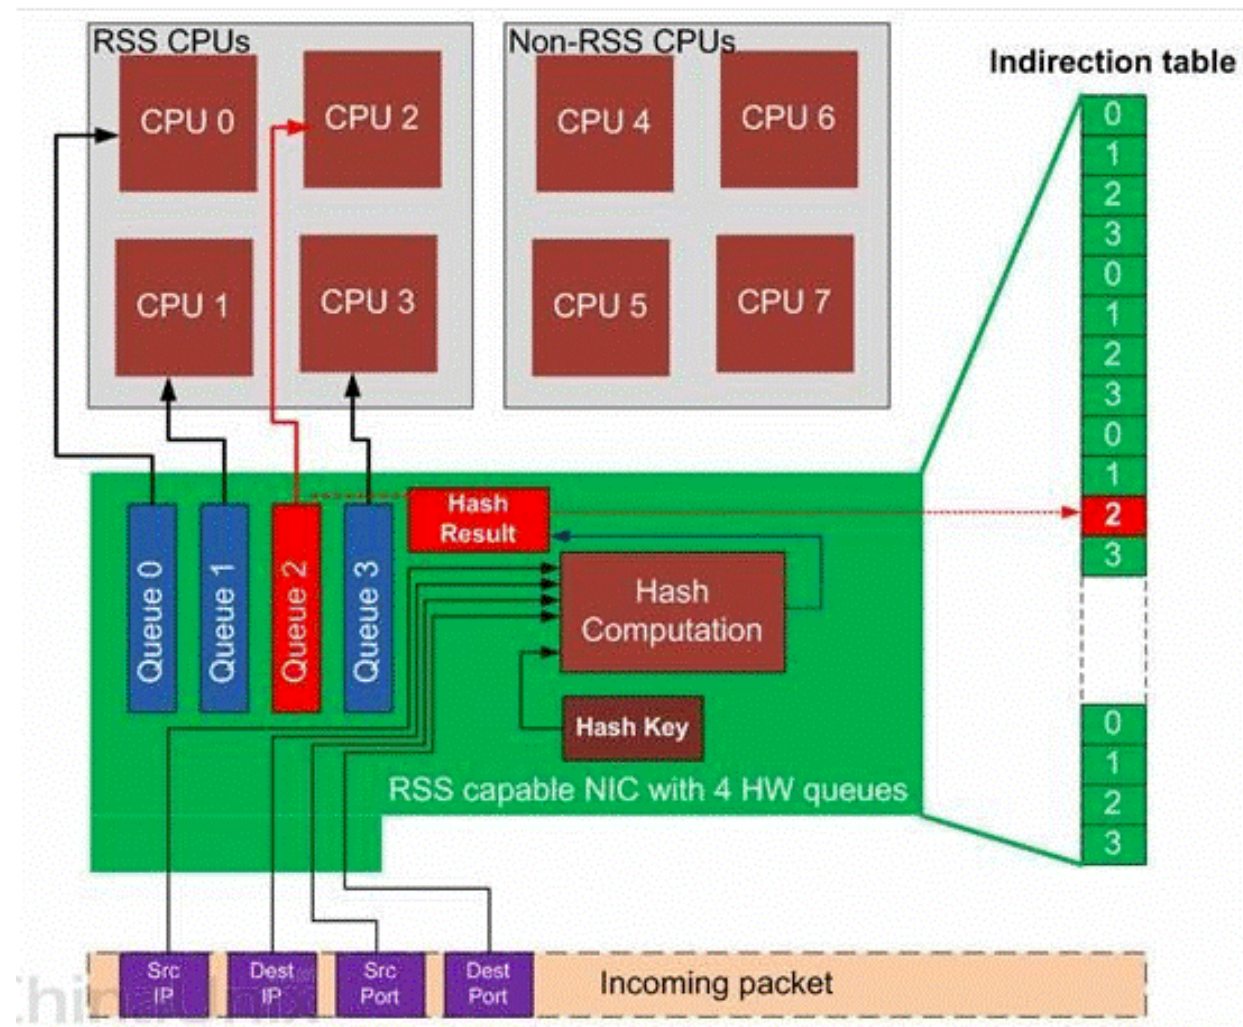 RSS CPUs
Non-RSS CPUs
Indirection table
CPU 0
CPU 2
CPU 4
CPU 6
CPU 1
CPU 3
CPU 5
CPU 7
0
1
2
3
0
1
2
3
0
1
2
3
0
1
2
3
Queue 0
Queue 1
Queue 2
Queue 3
Hash
Result
Hash
Computation
Hash Key
RSS capable NIC with 4 HW queues
Src
IP
Dest
IP
Src
Port
Dest
Port
Incoming packet